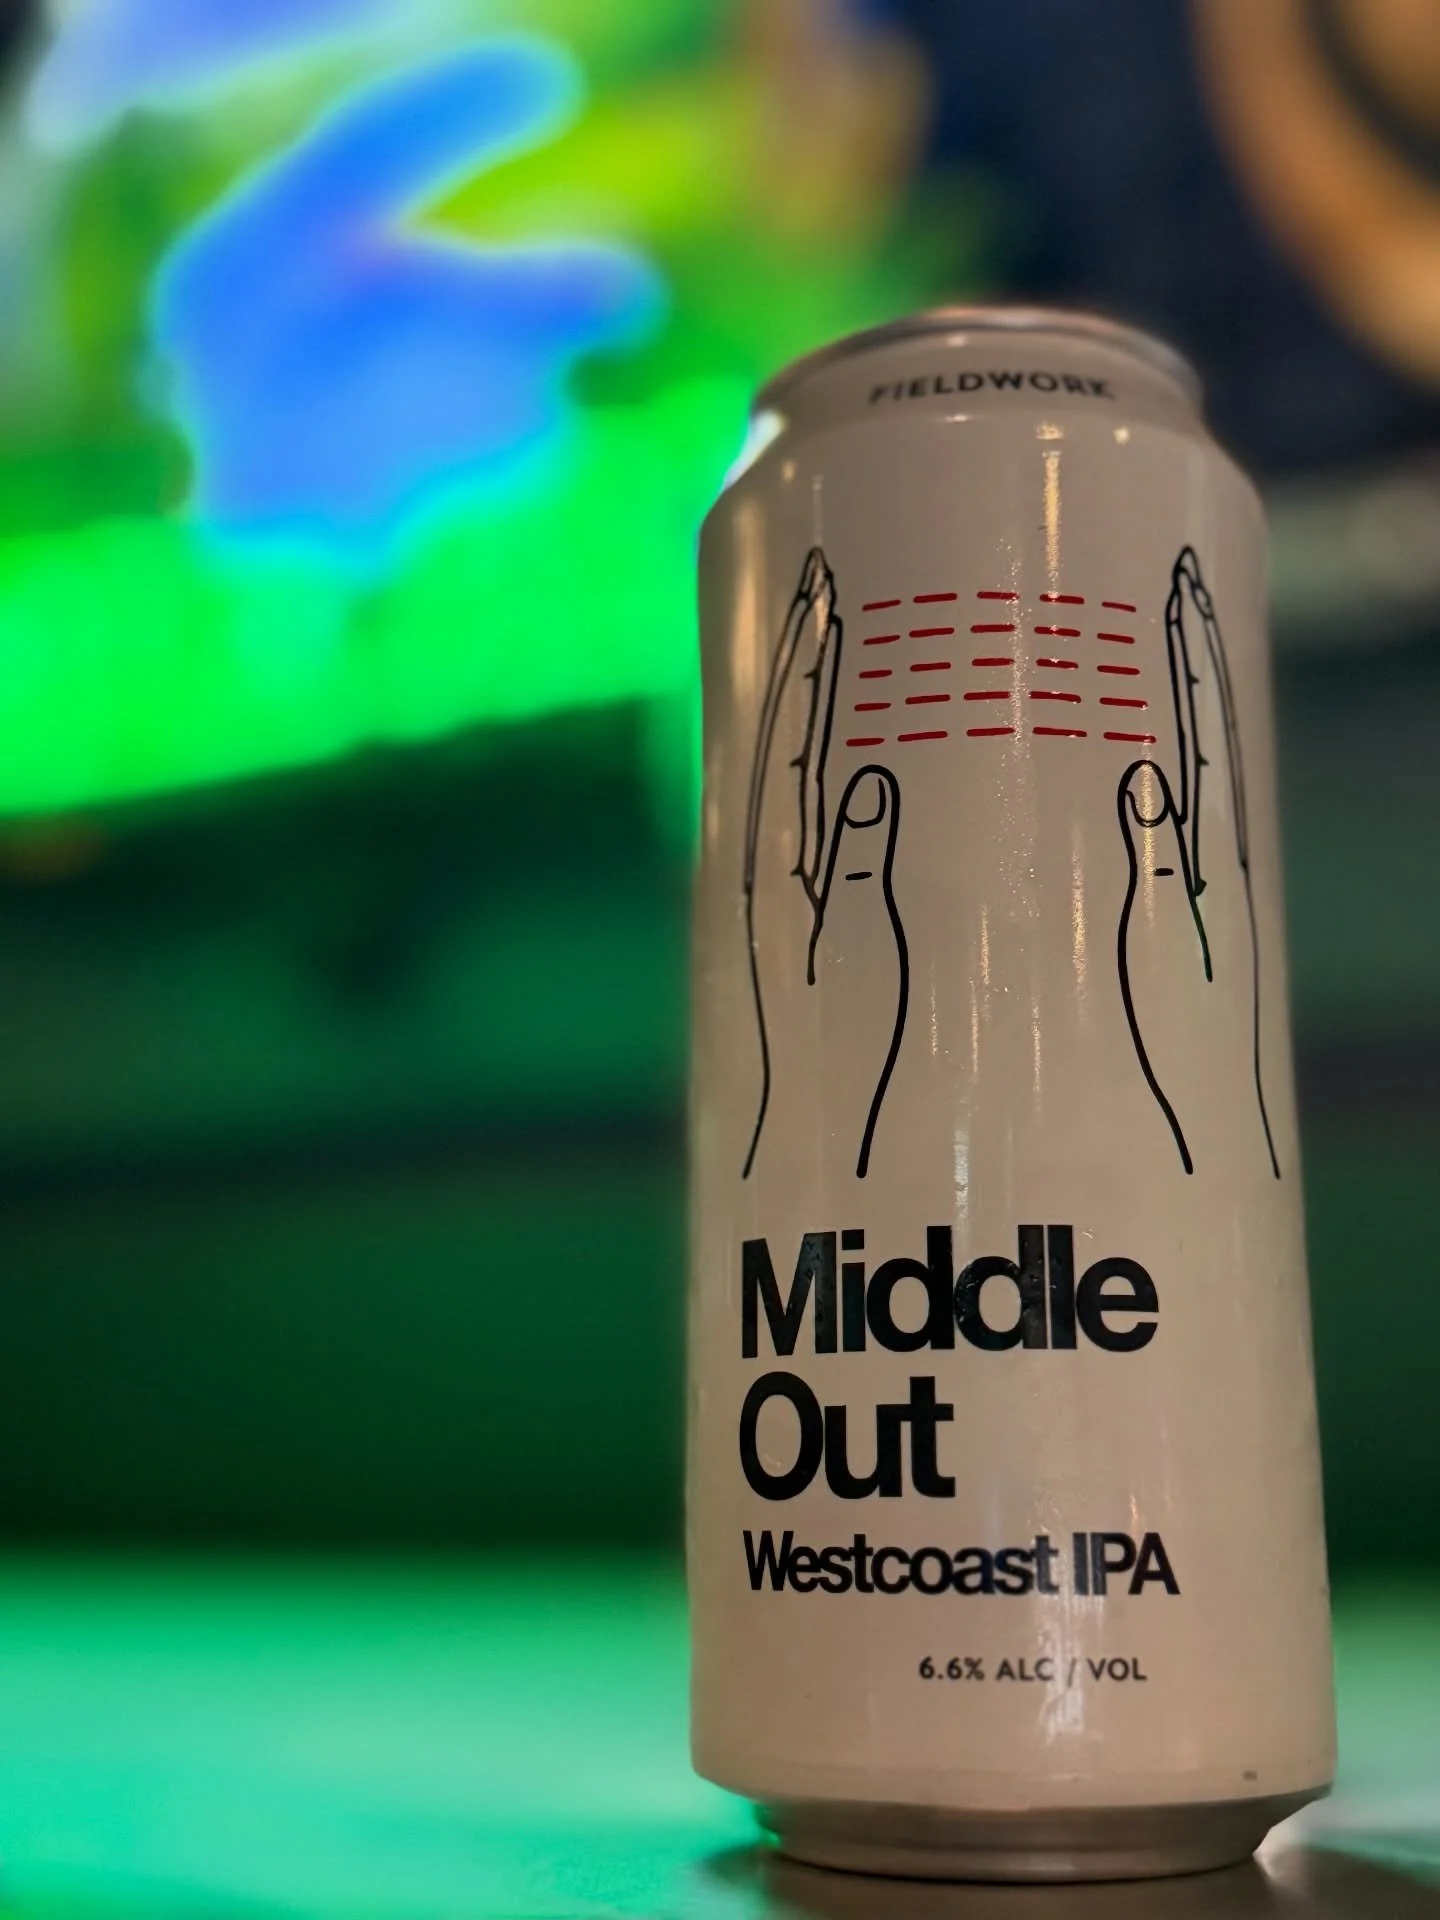 FIELDWORK
Middle
Out
Westcoast IPA
6.6% ALC / VOL